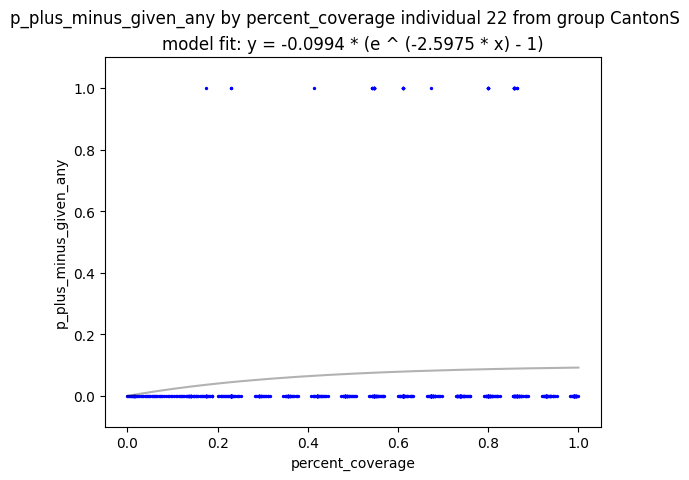 p_plus_minus_given_any by percent_coverage individual 22 from group CantonS
model fit: y = -0.0994 * (e ^ (-2.5975 * x) - 1)
1.0
0.8
0.6
0.4
0.2
0.0
p_plus_minus_given_any
0.0 0.2 0.4 0.6 0.8 1.0
percent_coverage